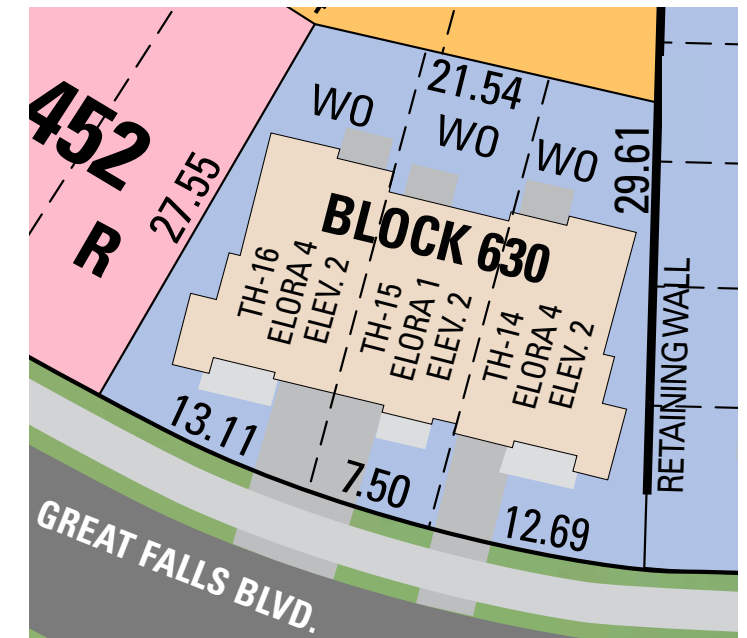 452
R
27.55
WO
21.54
WO
WO
29.61
BLOCK 630
TH-16
ELORA 4
ELEV. 2
TH-15
ELORA 1
ELEV. 2
TH-14
ELORA 4
ELEV. 2
RETAINING WALL
13.11
7.50
12.69
GREAT FALLS BLVD.